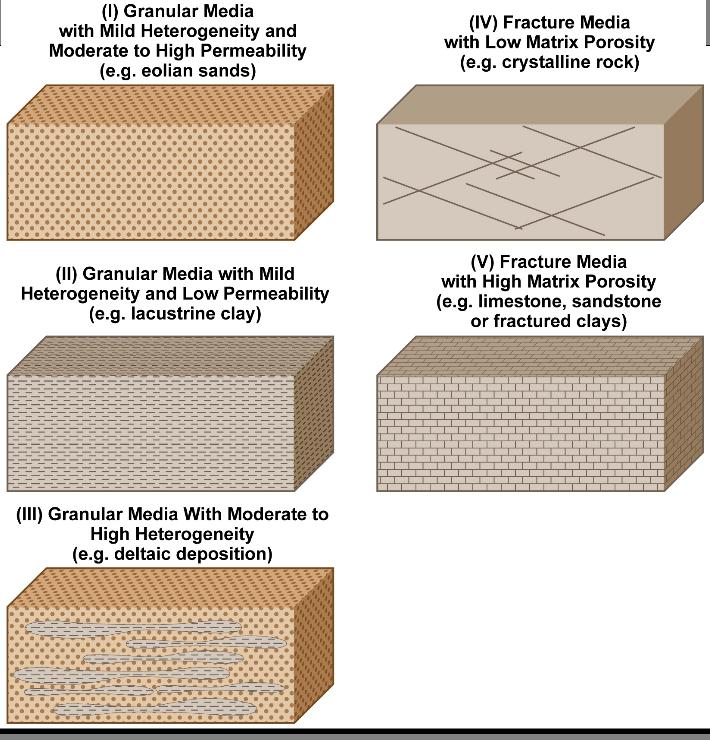 (I) Granular Media
with Mild Heterogeneity and
Moderate to High Permeability
(e.g. eolian sands)
(IV) Fracture Media
with Low Matrix Porosity
(e.g. crystalline rock)
(II) Granular Media with Mild
Heterogeneity and Low Permeability
(e.g. lacustrine clay)
(V) Fracture Media
with High Matrix Porosity
(e.g. limestone, sandstone
or fractured clays)
(III) Granular Media With Moderate to
High Heterogeneity
(e.g. deltaic deposition)